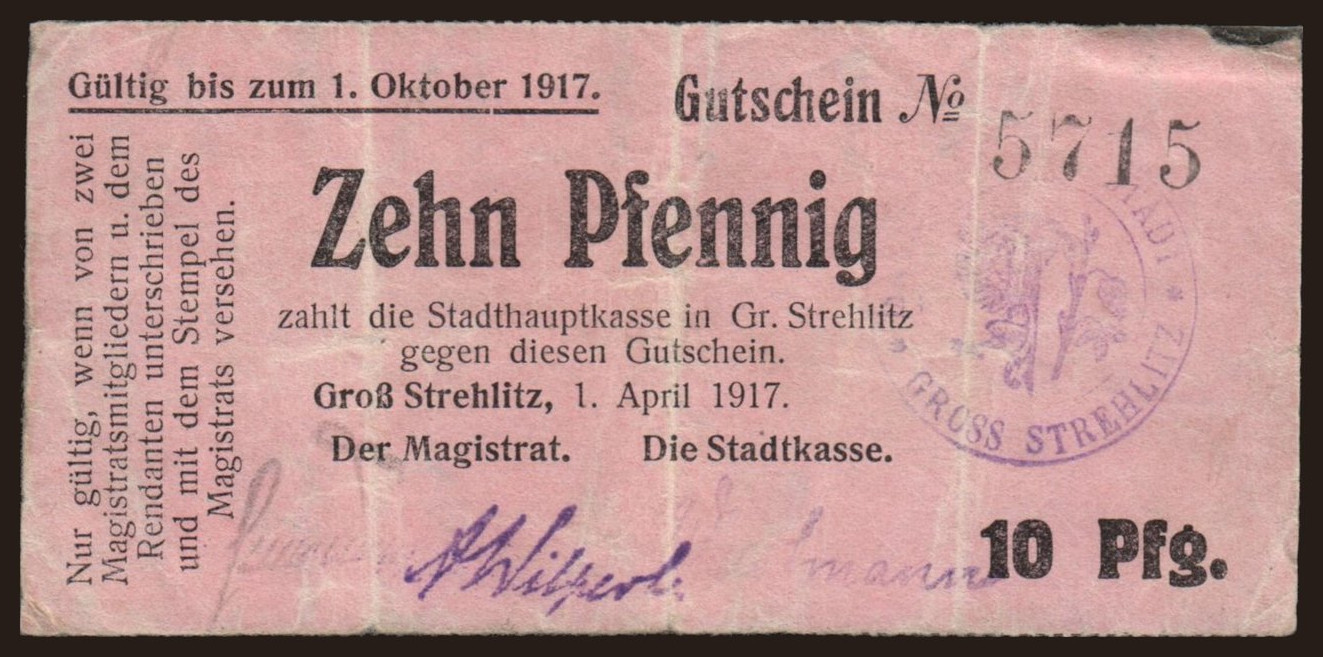 Gültig bis zum 1. Oktober 1917.
Gutschein №
5715
Nur gültig, wenn von zwei
Magistratsmitgliedern u. dem
Rendanten unterschrieben
und mit dem Stempel des
Magistrats versehen.
Zehn Pfennig
zahlt die Stadthauptkasse in Gr. Strehlitz
gegen diesen Gutschein.
Groß Strehlitz, 1. April 1917.
Der Magistrat. Die Stadtkasse.
GROSS STREHLITZ
10 Pfg.